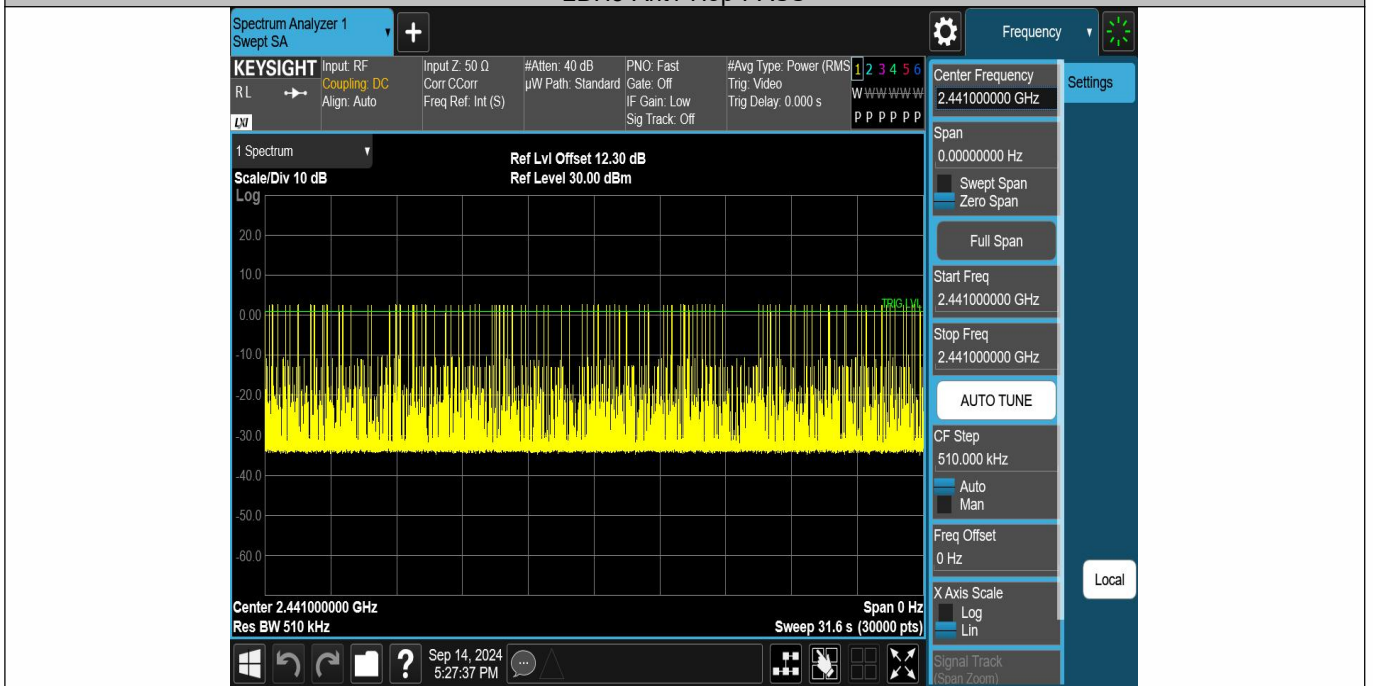 Spectrum Analyzer 1
Swept SA
Frequency
KEYSIGHT
RL
LXI
Input: RF
Coupling: DC
Align: Auto
Input Z: 50 Ω
Corr CCorr
Freq Ref: Int (S)
#Atten: 40 dB
µW Path: Standard
PNO: Fast
Gate: Off
IF Gain: Low
Sig Track: Off
#Avg Type: Power (RMS
Trig: Video
Trig Delay: 0.000 s
1 2 3 4 5 6
W W W W W W
P P P P P P
1 Spectrum
Scale/Div 10 dB
Ref Lvl Offset 12.30 dB
Ref Level 30.00 dBm
Log
20.0
10.0
0.00
-10.0
-20.0
-30.0
-40.0
-50.0
-60.0
TRIG LVL
Center 2.441000000 GHz
Res BW 510 kHz
Span 0 Hz
Sweep 31.6 s (30000 pts)
Sep 14, 2024
5:27:37 PM
Center Frequency
2.441000000 GHz
Settings
Span
0.00000000 Hz
Swept Span
Zero Span
Full Span
Start Freq
2.441000000 GHz
Stop Freq
2.441000000 GHz
AUTO TUNE
CF Step
510.000 kHz
Auto
Man
Freq Offset
0 Hz
X Axis Scale
Log
Lin
Local
Signal Track
(Span Zoom)